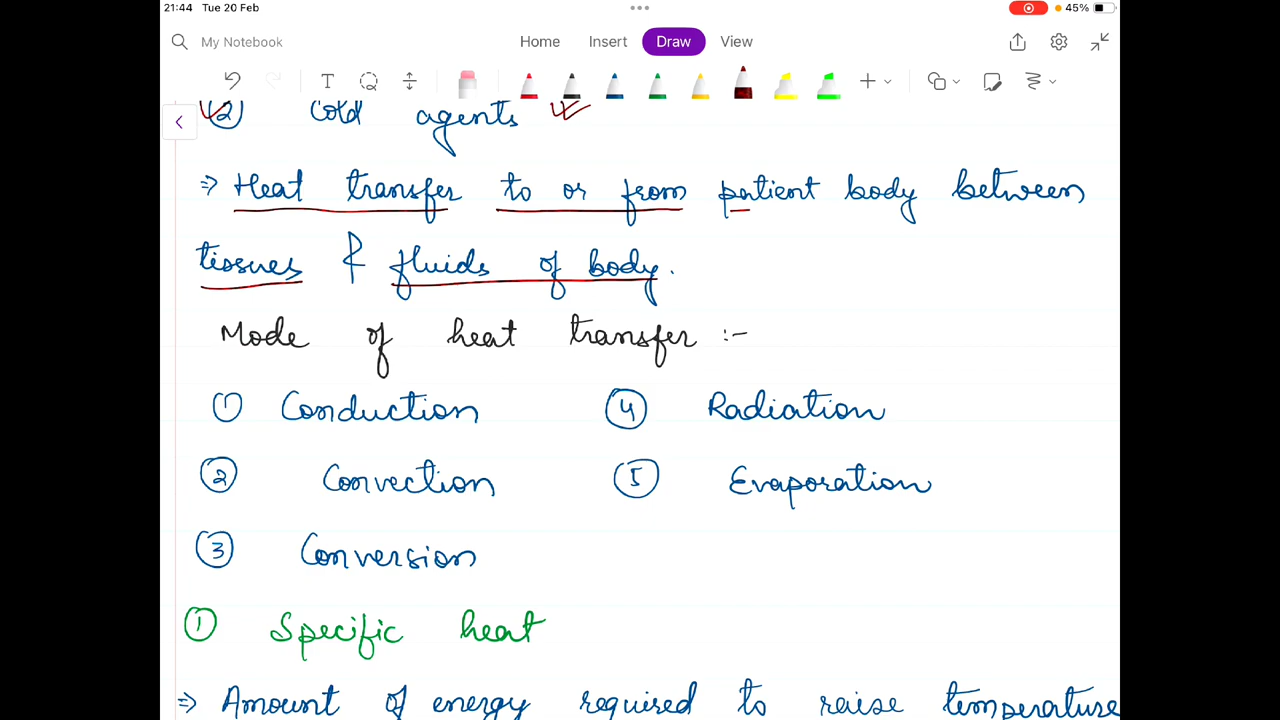 21:44 Tue 20 Feb 45%
My Notebook Home Insert Draw View
② Cold agents
⇒ Heat transfer to or from patient body between
tissues & fluids of body.
Mode of heat transfer :-
① Conduction ④ Radiation
② Convection ⑤ Evaporation
③ Conversion
① Specific heat
⇒ Amount of energy required to raise temperature